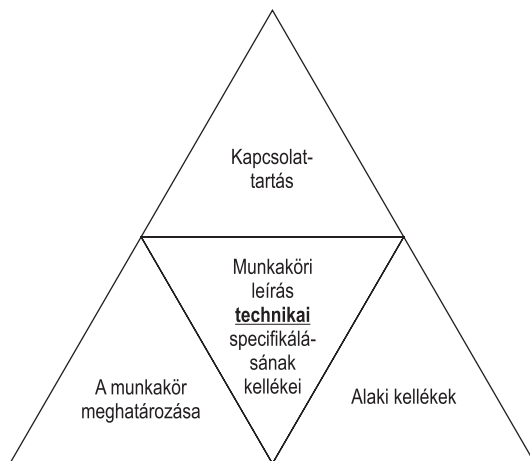 Kapcsolat-
tartás
Munkaköri
leírás
technikai
specifikálá-
sának
kellékei
A munkakör
meghatározása
Alaki kellékek